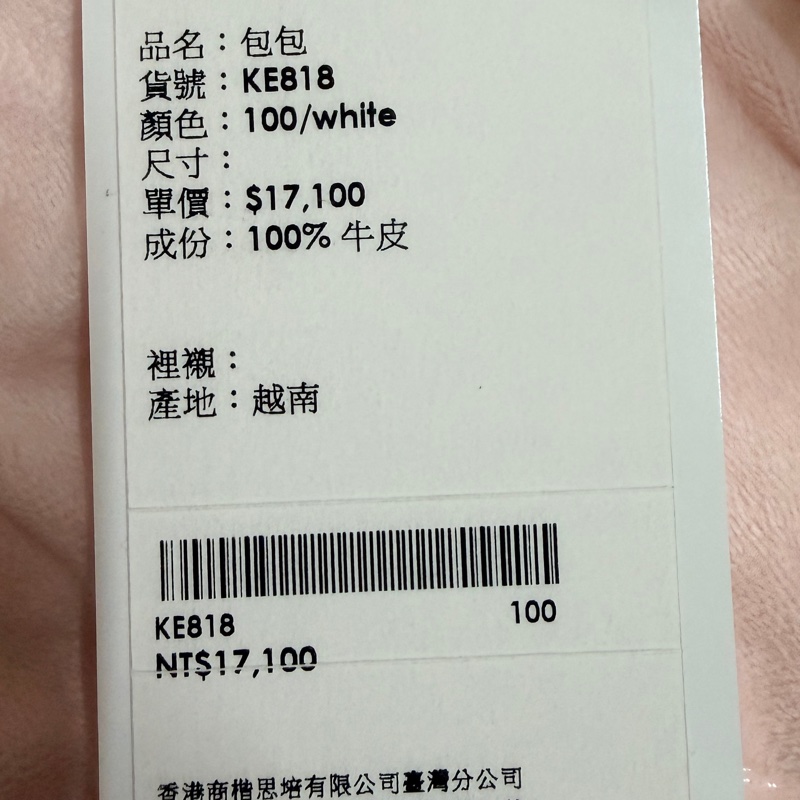 品名：包包
貨號：KE818
顏色：100/white
尺寸：
單價：$17,100
成份：100% 牛皮
裡襯：
產地：越南
KE818 100
NT$17,100
香港商楷思培有限公司臺灣分公司